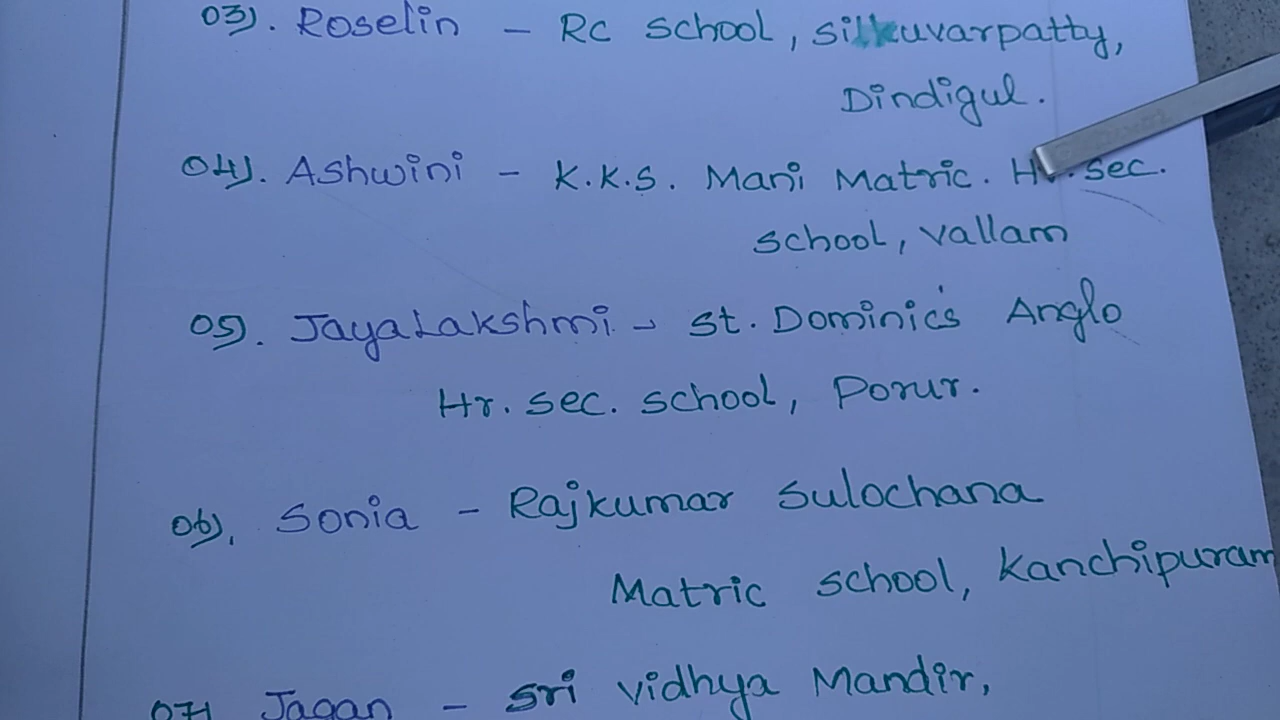 03). Roselin - RC school, silkuvarpatty,
Dindigul.
04). Ashwini - K.K.S. Mani Matric. Hr. sec.
school, vallam
05). JayaLakshmi - St. Dominic's Anglo
Hr. sec. school, Porur.
06), Sonia - Rajkumar Sulochana
Matric school, Kanchipuram
07) Jagan - Sri Vidhya Mandir,